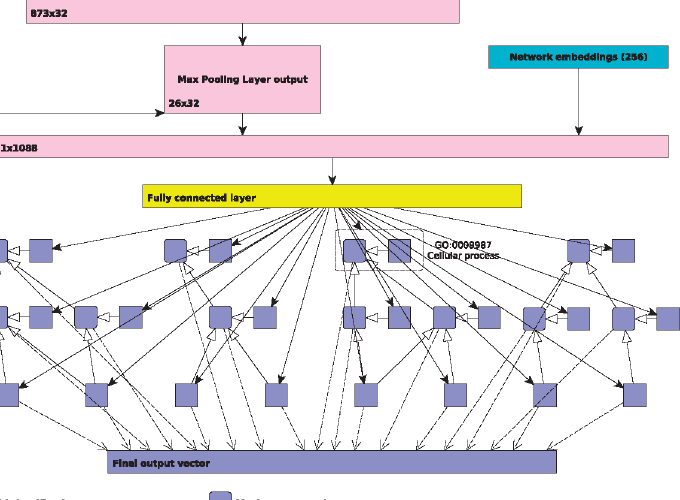 873x32
Max Pooling Layer output
26x32
Network embeddings (256)
1x1088
Fully connected layer
GO:0009987
Cellular process
Final output vector